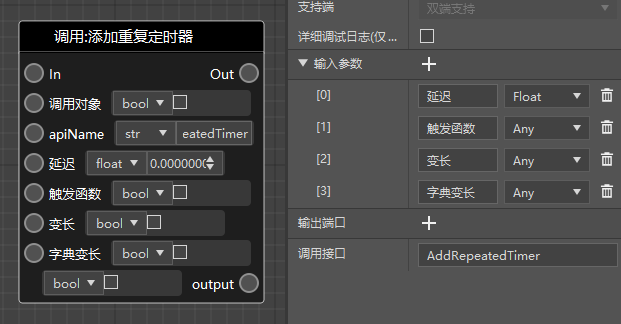 调用:添加重复定时器
In
Out
调用对象 bool
apiName str eatedTimer
延迟 float 0.0000000
触发函数 bool
变长 bool
字典变长 bool
bool output
支持端 双端支持
详细调试日志(仅...
输入参数
[0] 延迟 Float
[1] 触发函数 Any
[2] 变长 Any
[3] 字典变长 Any
输出端口
调用接口 AddRepeatedTimer